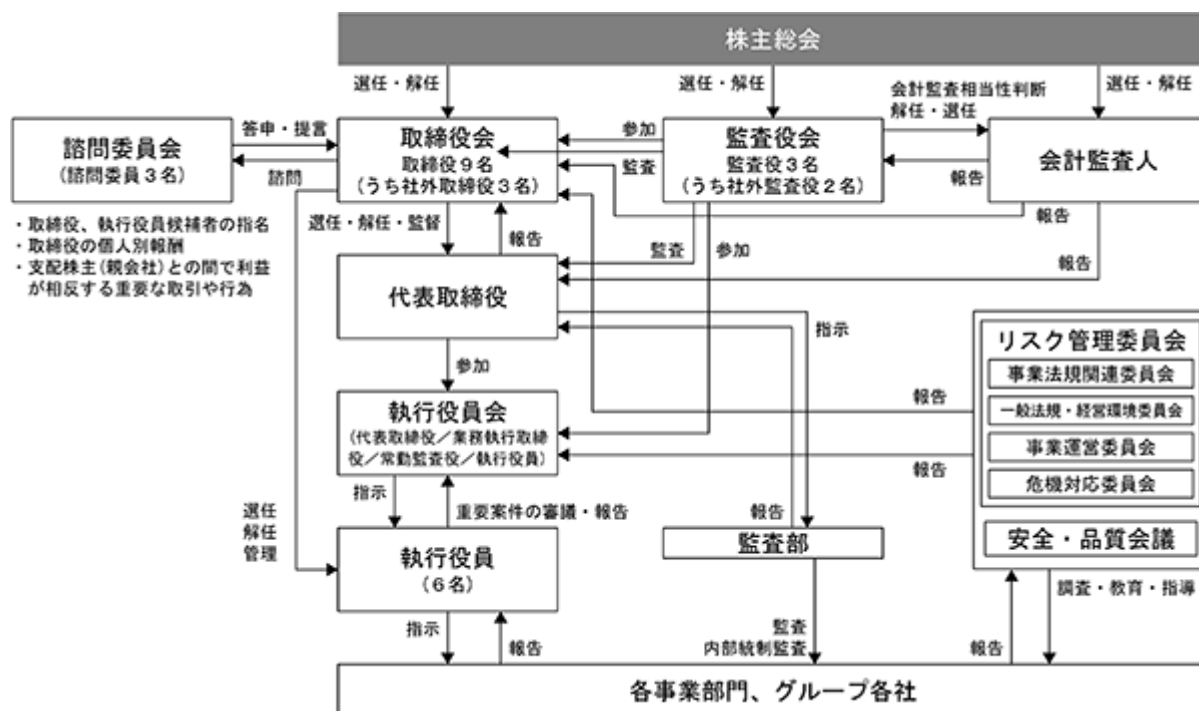 株主総会
選任・解任
選任・解任
会計監査相当性判断
解任・選任
選任・解任
諮問委員会
(諮問委員3名)
答申・提言
諮問
取締役会
取締役9名
(うち社外取締役3名)
参加
監査
監査役会
監査役3名
(うち社外監査役2名)
報告
会計監査人
・取締役、執行役員候補者の指名
・取締役の個人別報酬
・支配株主(親会社)との間で利益
が相反する重要な取引や行為
選任・解任・監督
報告
監査
参加
報告
報告
代表取締役
指示
参加
リスク管理委員会
事業法規関連委員会
一般法規・経営環境委員会
事業運営委員会
危機対応委員会
安全・品質会議
報告
報告
執行役員会
(代表取締役/業務執行取締
役/常勤監査役/執行役員)
指示
重要案件の審議・報告
選任
解任
管理
執行役員
(6名)
報告
監査部
指示
報告
監査
内部統制監査
報告
調査・教育・指導
各事業部門、グループ各社